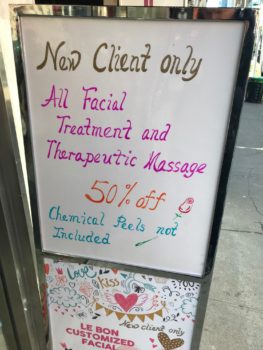 New Client only
All Facial
Treatment and
Therapeutic Massage
50% off
Chemical Peels not
Included
Love
Kiss
New client only
LE BON
CUSTOMIZED
FACIAL